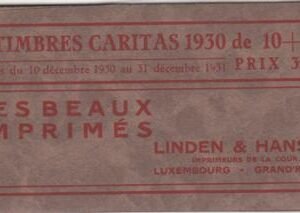 TIMBRES CARITAS 1930 de 10 +
du 10 décembre 1930 au 31 décembre 1931 PRIX 3
ES BEAUX
MPRIMÉS
LINDEN & HANS
IMPRIMEURS DE LA COUR
LUXEMBOURG - GRAND'R